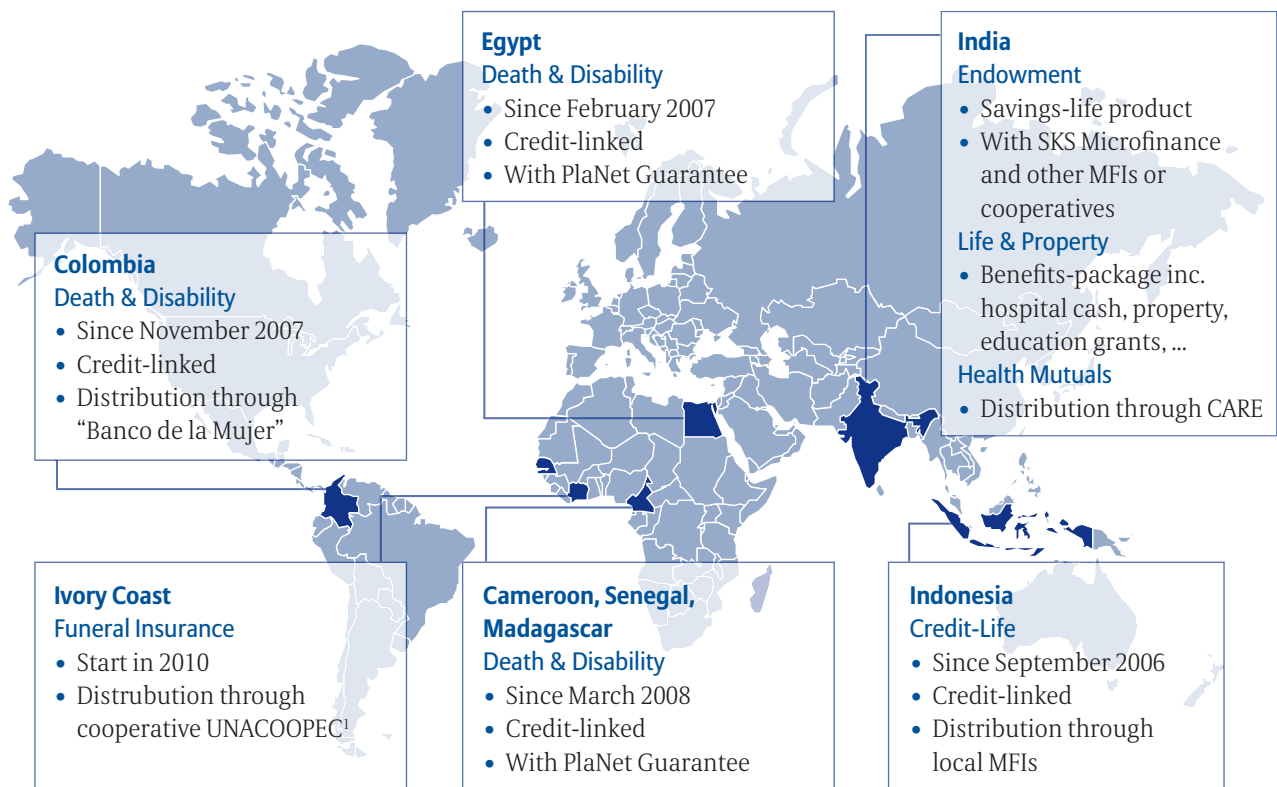 Egypt
Death & Disability
• Since February 2007
• Credit-linked
• With PlaNet Guarantee
India
Endowment
• Savings-life product
• With SKS Microfinance
and other MFIs or
cooperatives
Life & Property
• Benefits-package inc.
hospital cash, property,
education grants, ...
Health Mutuals
• Distribution through CARE
Colombia
Death & Disability
• Since November 2007
• Credit-linked
• Distribution through
“Banco de la Mujer”
Ivory Coast
Funeral Insurance
• Start in 2010
• Distrubution through
cooperative UNACOOPEC¹
Cameroon, Senegal,
Madagascar
Death & Disability
• Since March 2008
• Credit-linked
• With PlaNet Guarantee
Indonesia
Credit-Life
• Since September 2006
• Credit-linked
• Distribution through
local MFIs